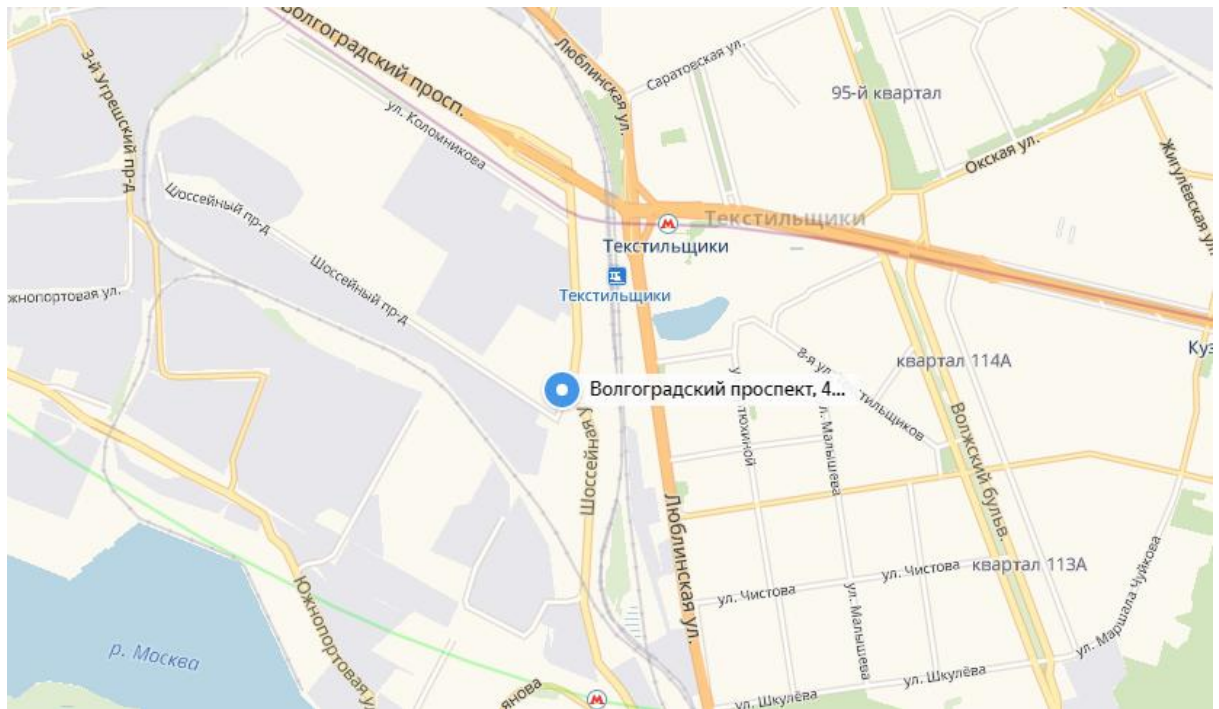 Волгоградский просп.
Люблинская ул.
Саратовская ул.
3-й Угрешский пр-д
ул. Коломникова
95-й квартал
Окская ул.
Жигулёвская ул.
Шоссейный пр-д
Текстильщики
Текстильщики
Шоссейный пр-д
жнопортовая ул.
Текстильщики
Куз
8-я ул.
квартал 114А
Волгоградский проспект, 4...
ул. Малышева
Волжский бульв.
Шоссейная
Люблинская ул.
ул. Чистова
квартал 113А
ул. Чистова
ул. Малышева
ул. Маршала Чуйкова
Южнопортовая ул
р. Москва
янова
ул. Шкулёва
ул. Шкулёва